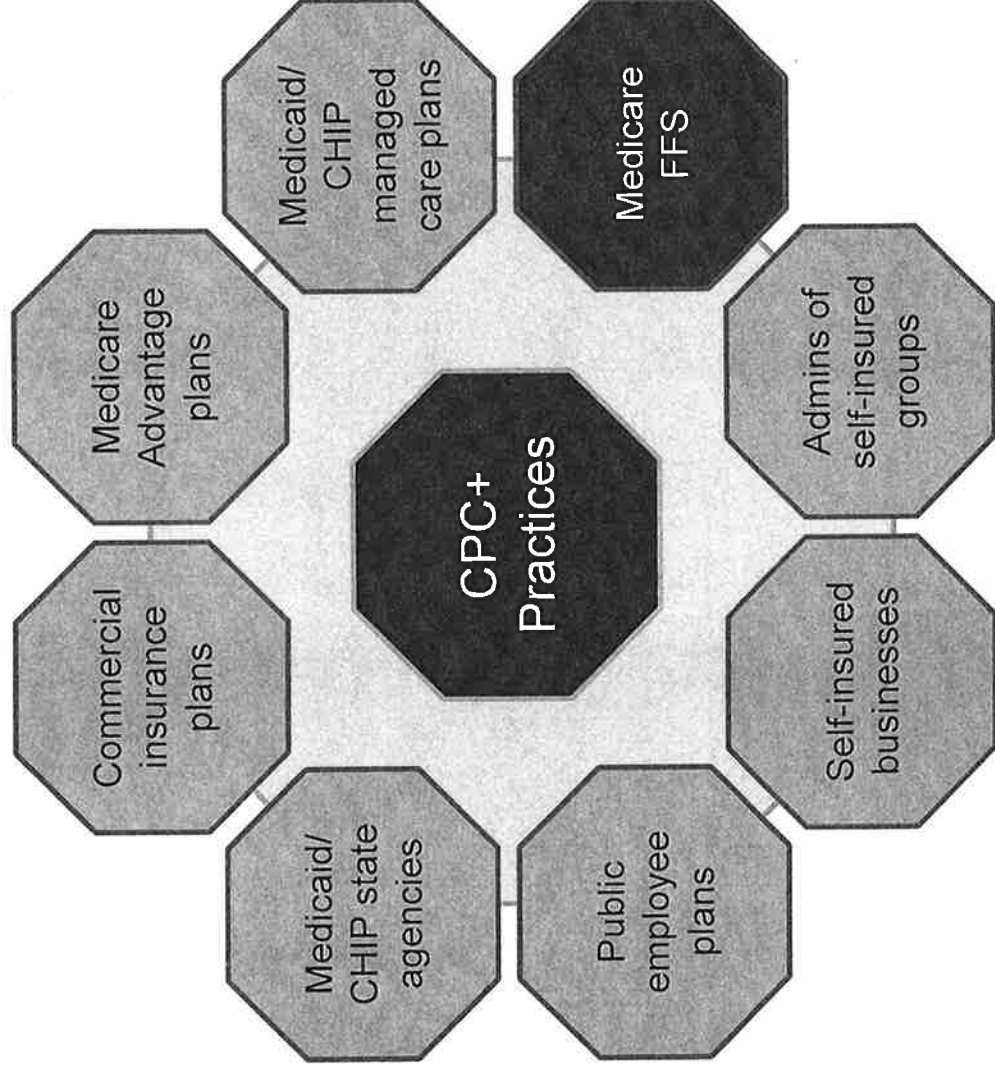 Commercial
insurance
plans
Medicare
Advantage
plans
Medicaid/
CHIP
managed
care plans
Medicare
FFS
Admins of
self-insured
groups
Self-insured
businesses
Public
employee
plans
Medicaid/
CHIP state
agencies
CPC+
Practices